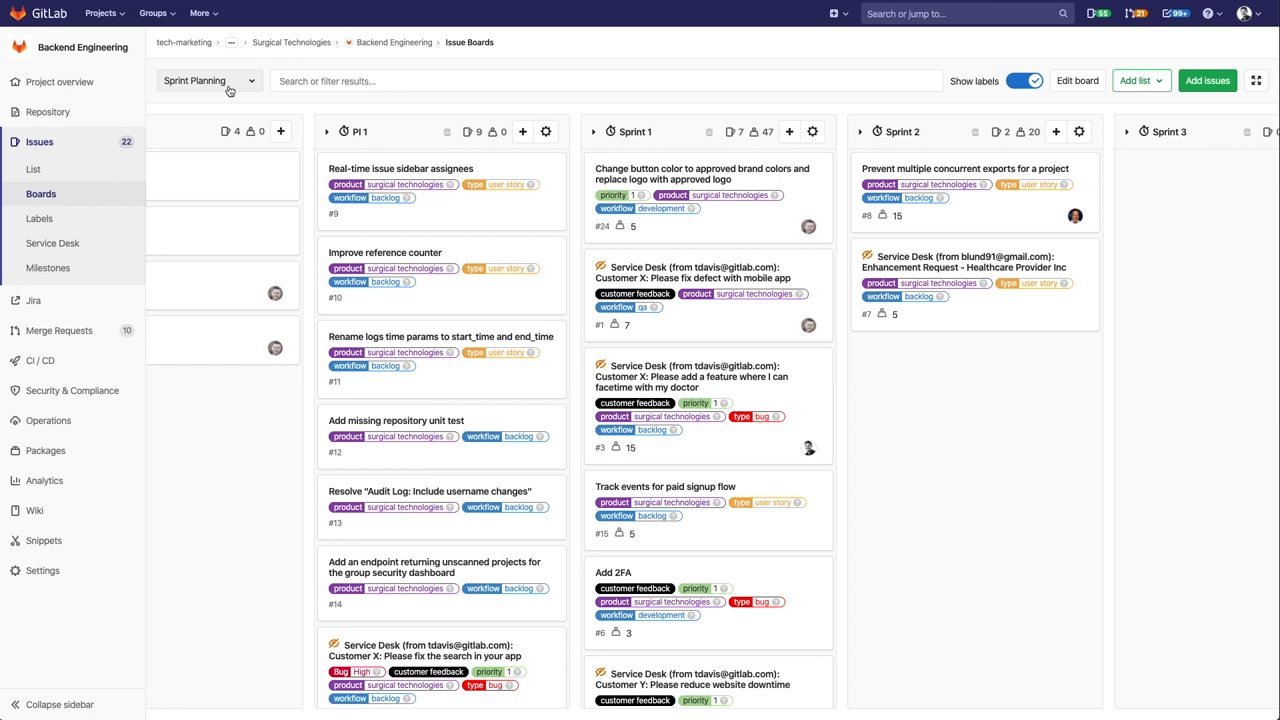 GitLab Projects Groups More Search or jump to... 55 21 99+
Backend Engineering
tech-marketing › ... › Surgical Technologies › Backend Engineering › Issue Boards
Project overview
Repository
Issues 22
List
Boards
Labels
Service Desk
Milestones
Jira
Merge Requests 10
CI / CD
Security & Compliance
Operations
Packages
Analytics
Wiki
Snippets
Settings
Collapse sidebar
Sprint Planning Search or filter results... Show labels Edit board Add list Add issues
4 0
PI 1 9 0
Real-time issue sidebar assignees
product surgical technologies type user story
workflow backlog
#9
Improve reference counter
product surgical technologies type user story
workflow backlog
#10
Rename logs time params to start_time and end_time
product surgical technologies type user story
workflow backlog
#11
Add missing repository unit test
product surgical technologies workflow backlog
#12
Resolve "Audit Log: Include username changes"
product surgical technologies workflow backlog
#13
Add an endpoint returning unscanned projects for
the group security dashboard
product surgical technologies workflow backlog
#14
Service Desk (from tdavis@gitlab.com):
Customer X: Please fix the search in your app
Bug High customer feedback priority 1
product surgical technologies type bug
workflow backlog
Sprint 1 7 47
Change button color to approved brand colors and
replace logo with approved logo
priority 1 product surgical technologies
workflow development
#24 5
Service Desk (from tdavis@gitlab.com):
Customer X: Please fix defect with mobile app
customer feedback product surgical technologies
workflow qa
#1 7
Service Desk (from tdavis@gitlab.com):
Customer X: Please add a feature where I can
facetime with my doctor
customer feedback priority 1
product surgical technologies type bug
workflow backlog
#3 15
Track events for paid signup flow
product surgical technologies type user story
workflow backlog
#15 5
Add 2FA
customer feedback priority 1
product surgical technologies type bug
workflow development
#6 3
Service Desk (from tdavis@gitlab.com):
Customer Y: Please reduce website downtime
customer feedback priority 1
Sprint 2 2 20
Prevent multiple concurrent exports for a project
product surgical technologies type user story
workflow backlog
#8 15
Service Desk (from blund91@gmail.com):
Enhancement Request - Healthcare Provider Inc
product surgical technologies type user story
workflow backlog
#7 5
Sprint 3